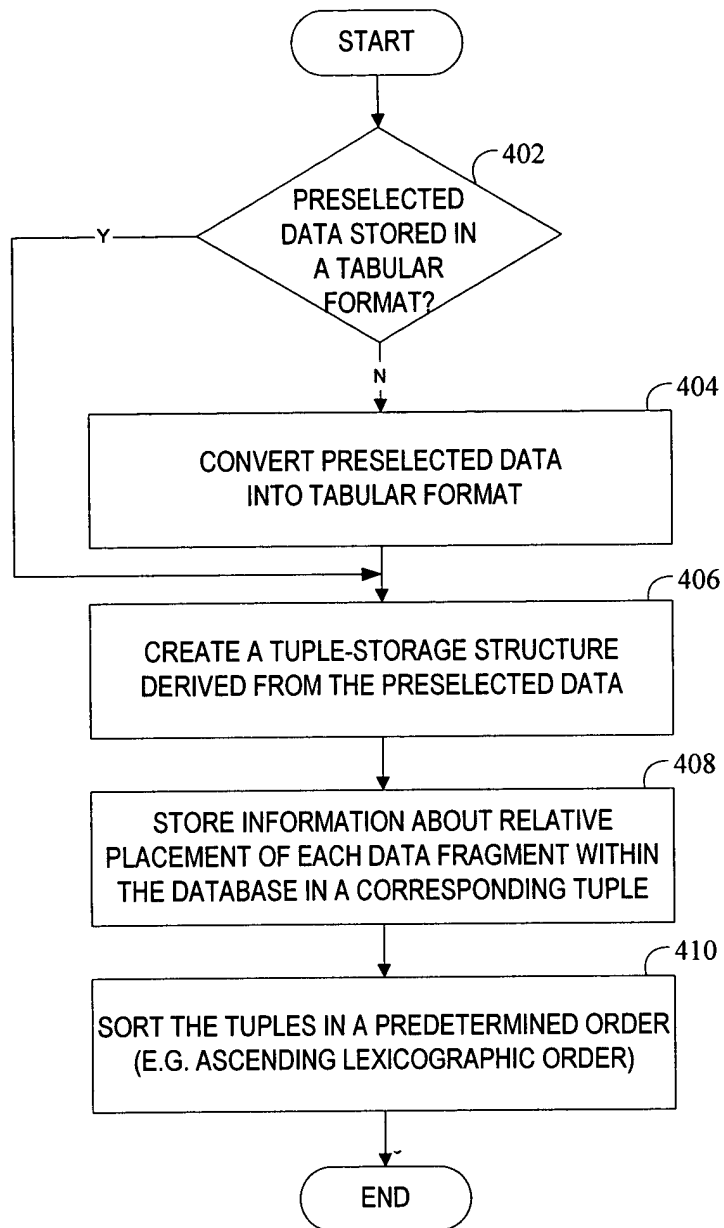 START
402
PRESELECTED
DATA STORED IN
A TABULAR
FORMAT?
Y
N
404
CONVERT PRESELECTED DATA
INTO TABULAR FORMAT
406
CREATE A TUPLE-STORAGE STRUCTURE
DERIVED FROM THE PRESELECTED DATA
408
STORE INFORMATION ABOUT RELATIVE
PLACEMENT OF EACH DATA FRAGMENT WITHIN
THE DATABASE IN A CORRESPONDING TUPLE
410
SORT THE TUPLES IN A PREDETERMINED ORDER
(E.G. ASCENDING LEXICOGRAPHIC ORDER)
END